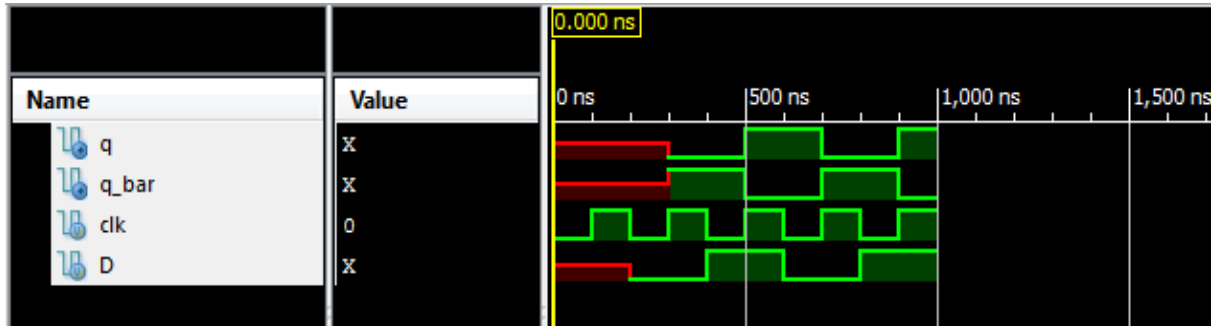 0.000 ns
Name Value 0 ns 500 ns 1,000 ns 1,500 ns
q X
q_bar X
clk 0
D X